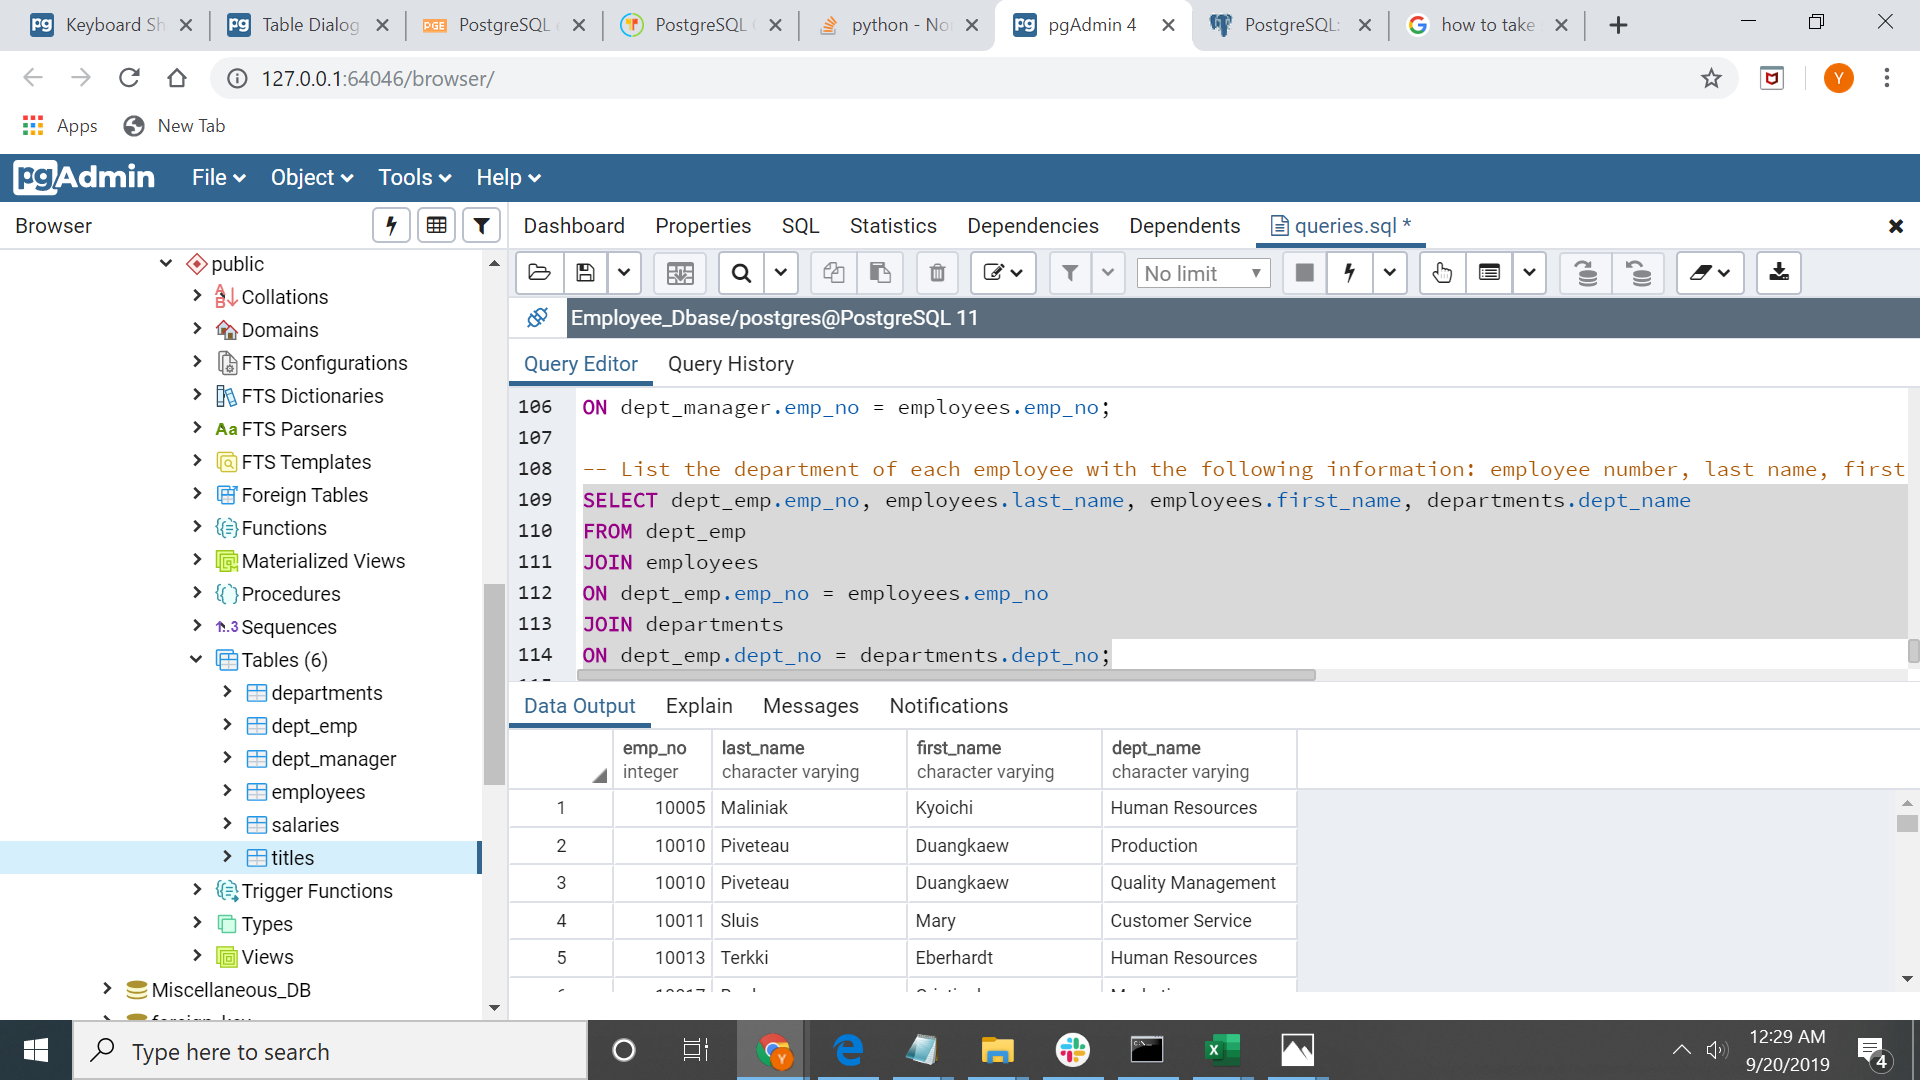 Keyboard Sh
Table Dialog
PostgreSQL
PostgreSQL
python - No
pgAdmin 4
PostgreSQL:
how to take
127.0.0.1:64046/browser/
Y
Apps
New Tab
pgAdmin
File
Object
Tools
Help
Browser
Dashboard
Properties
SQL
Statistics
Dependencies
Dependents
queries.sql *
No limit
Employee_Dbase/postgres@PostgreSQL 11
Query Editor
Query History
public
Collations
Domains
FTS Configurations
FTS Dictionaries
Aa FTS Parsers
FTS Templates
Foreign Tables
Functions
Materialized Views
Procedures
1..3 Sequences
Tables (6)
departments
dept_emp
dept_manager
employees
salaries
titles
Trigger Functions
Types
Views
Miscellaneous_DB
106 ON dept_manager.emp_no = employees.emp_no;
107
108 -- List the department of each employee with the following information: employee number, last name, first
109 SELECT dept_emp.emp_no, employees.last_name, employees.first_name, departments.dept_name
110 FROM dept_emp
111 JOIN employees
112 ON dept_emp.emp_no = employees.emp_no
113 JOIN departments
114 ON dept_emp.dept_no = departments.dept_no;
Data Output
Explain
Messages
Notifications
emp_no last_name first_name dept_name
integer character varying character varying character varying
1 10005 Maliniak Kyoichi Human Resources
2 10010 Piveteau Duangkaew Production
3 10010 Piveteau Duangkaew Quality Management
4 10011 Sluis Mary Customer Service
5 10013 Terkki Eberhardt Human Resources
Type here to search
12:29 AM
9/20/2019
4